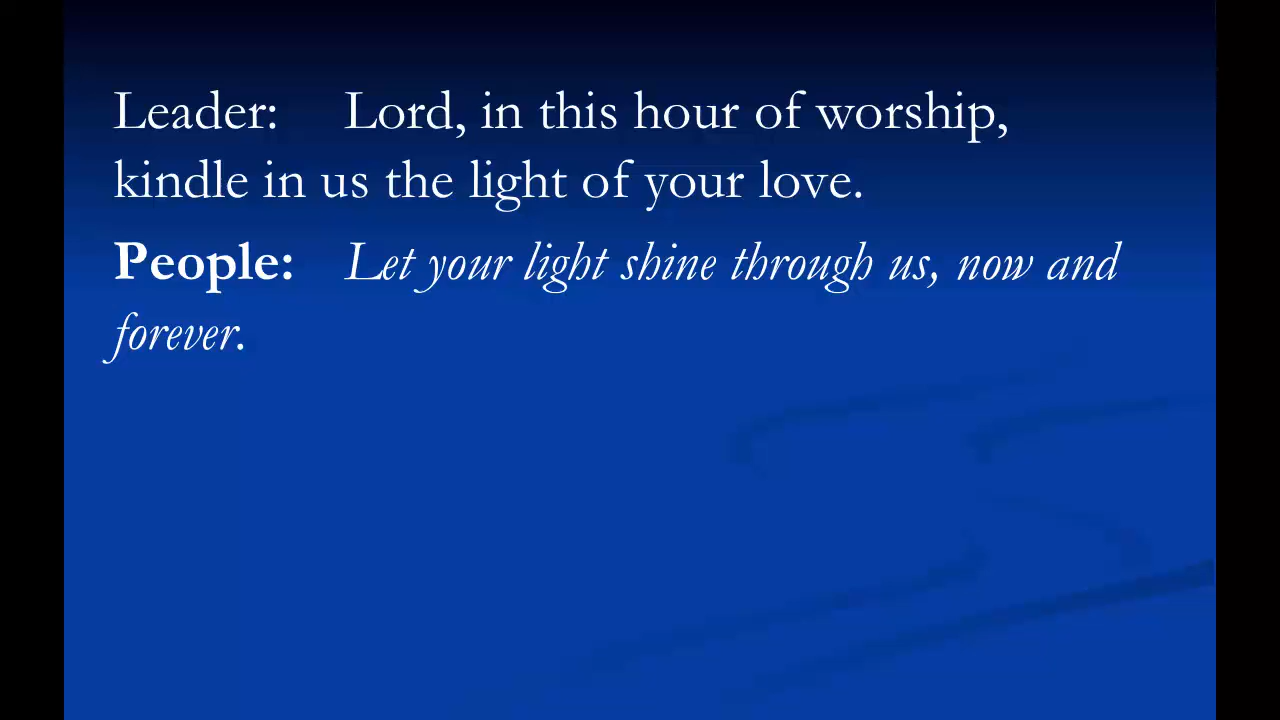 Leader: Lord, in this hour of worship,
kindle in us the light of your love.
People: Let your light shine through us, now and
forever.